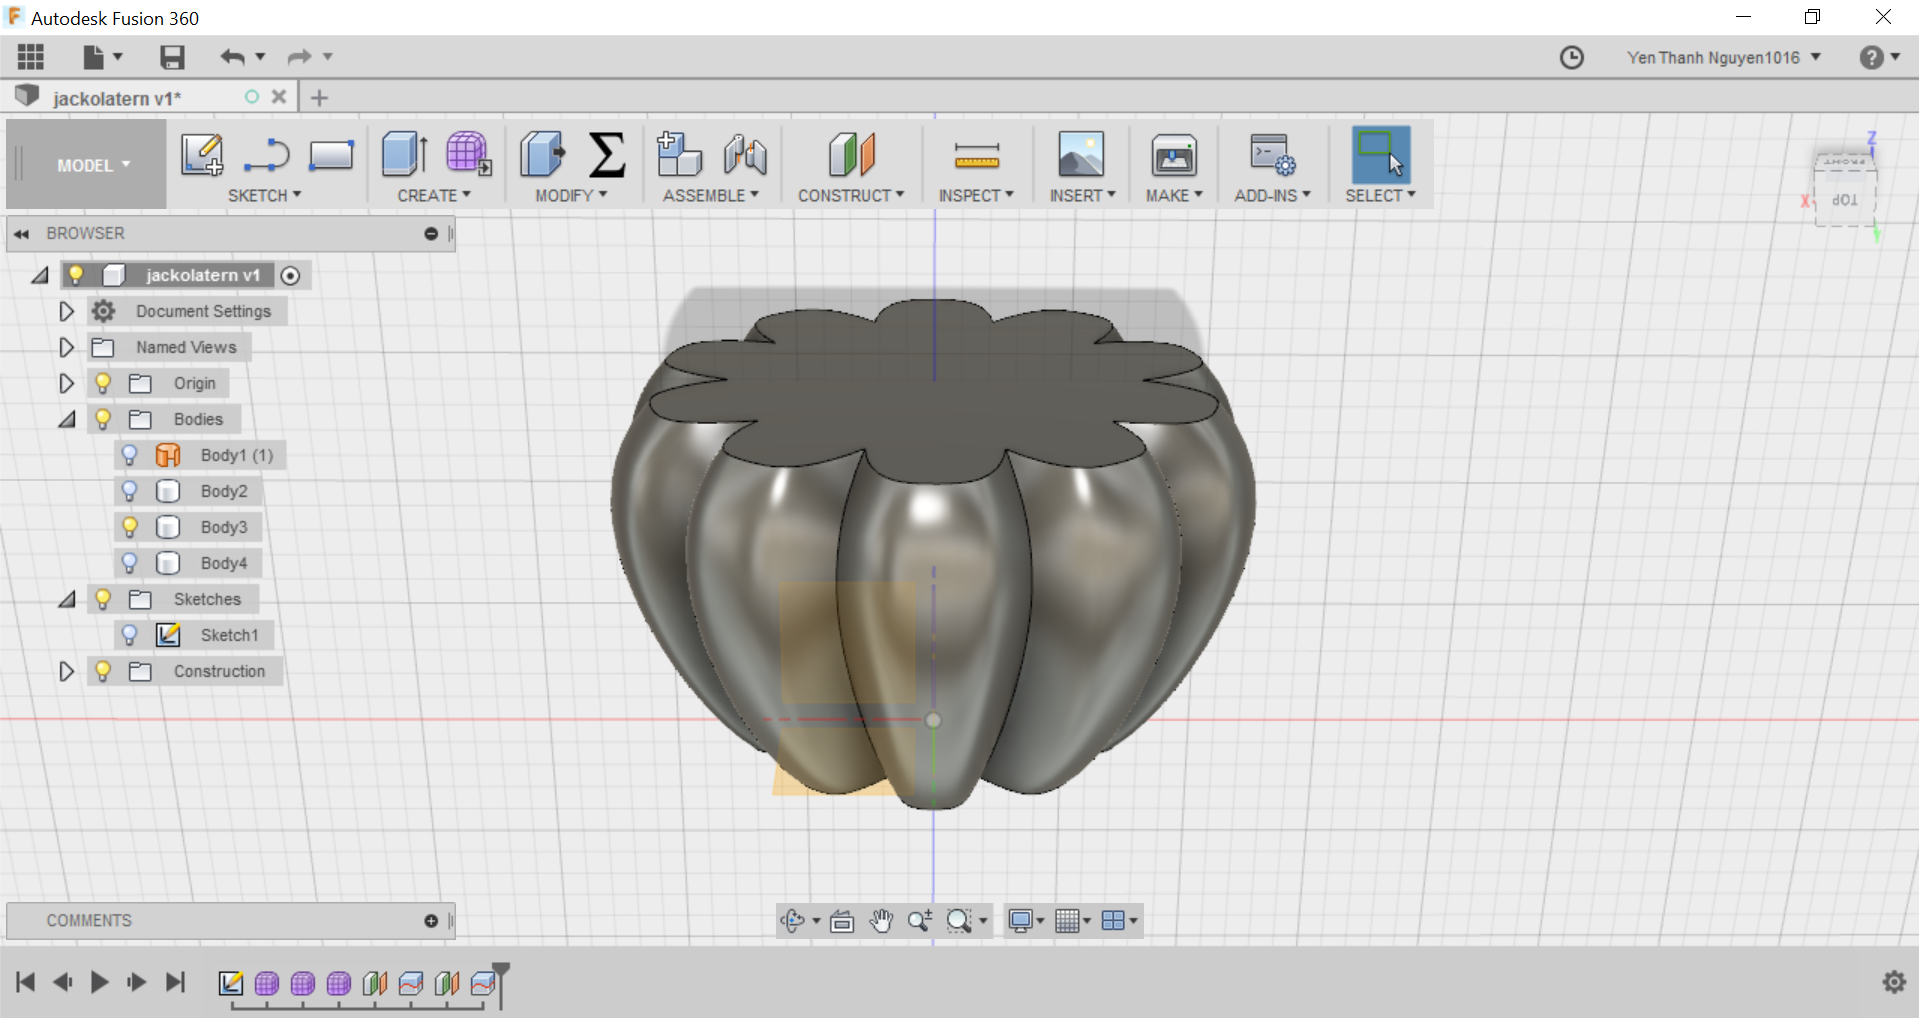 Autodesk Fusion 360
Yen Thanh Nguyen1016
jackolatern v1*
MODEL
SKETCH
CREATE
MODIFY
ASSEMBLE
CONSTRUCT
INSPECT
INSERT
MAKE
ADD-INS
SELECT
Z
FRONT
X
TOP
Y
BROWSER
jackolatern v1
Document Settings
Named Views
Origin
Bodies
Body1 (1)
Body2
Body3
Body4
Sketches
Sketch1
Construction
COMMENTS